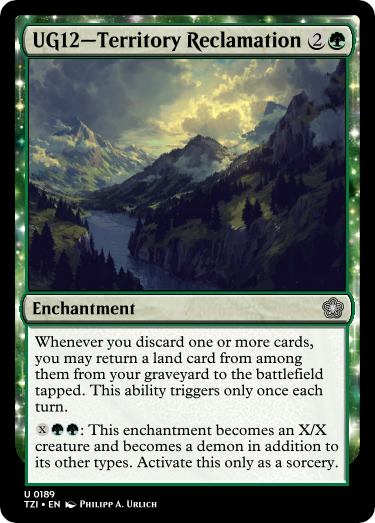 UG12—Territory Reclamation 2
Enchantment
Whenever you discard one or more cards,
you may return a land card from among
them from your graveyard to the battlefield
tapped. This ability triggers only once each
turn.
X: This enchantment becomes an X/X
creature and becomes a demon in addition to
its other types. Activate this only as a sorcery.
U 0189
TZI • EN Philipp A. Urlich